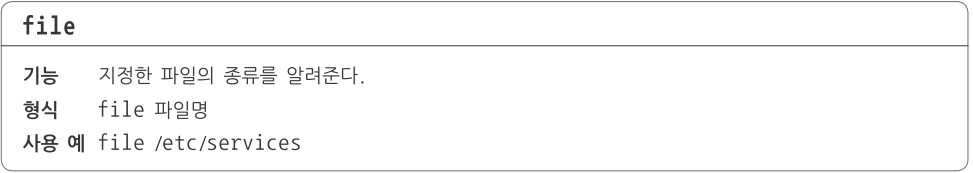 file
기능 지정한 파일의 종류를 알려준다.
형식 file 파일명
사용 예 file /etc/services